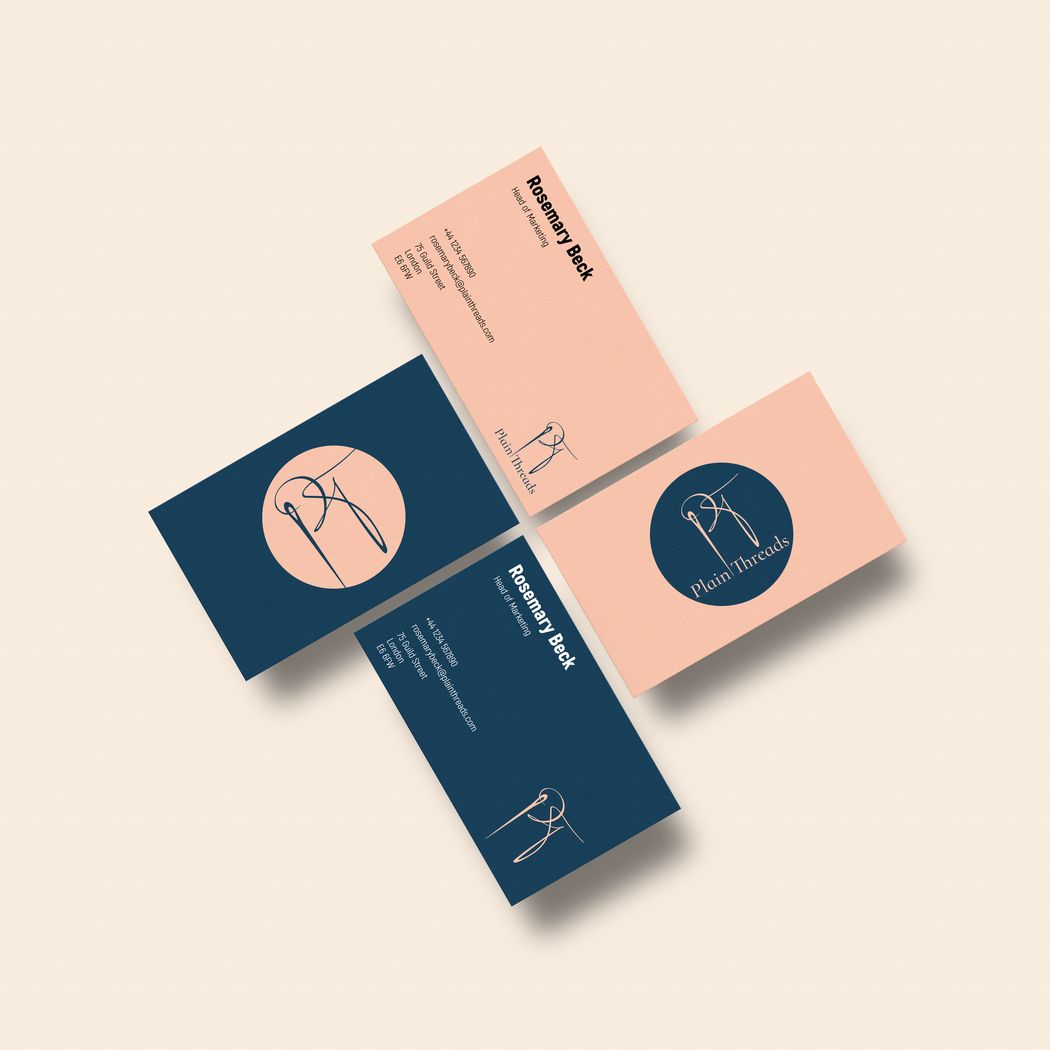 Rosemary Beck
Head of Marketing
+44 1234 567890
rosemarybeck@plainthreads.com
75 Guild Street
London
E6 6FW
Plain Threads
Plain Threads
Rosemary Beck
Head of Marketing
+44 1234 567890
rosemarybeck@plainthreads.com
75 Guild Street
London
E6 6FW